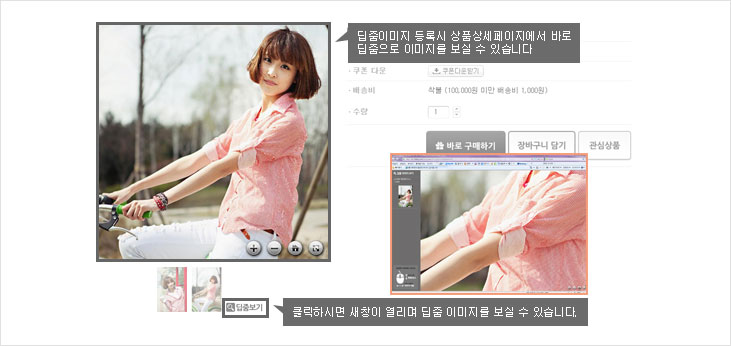 딥줌이미지 등록시 상품상세페이지에서 바로
딥줌으로 이미지를 보실 수 있습니다
· 쿠폰 다운
쿠폰다운받기
· 배송비
착불 (100,000원 이만 배송비 1,000원)
· 수량
1
바로 구매하기
장바구니 담기
관심상품
딥줌보기
클릭하시면 새창이 열리며 딥줌 이미지를 보실 수 있습니다.